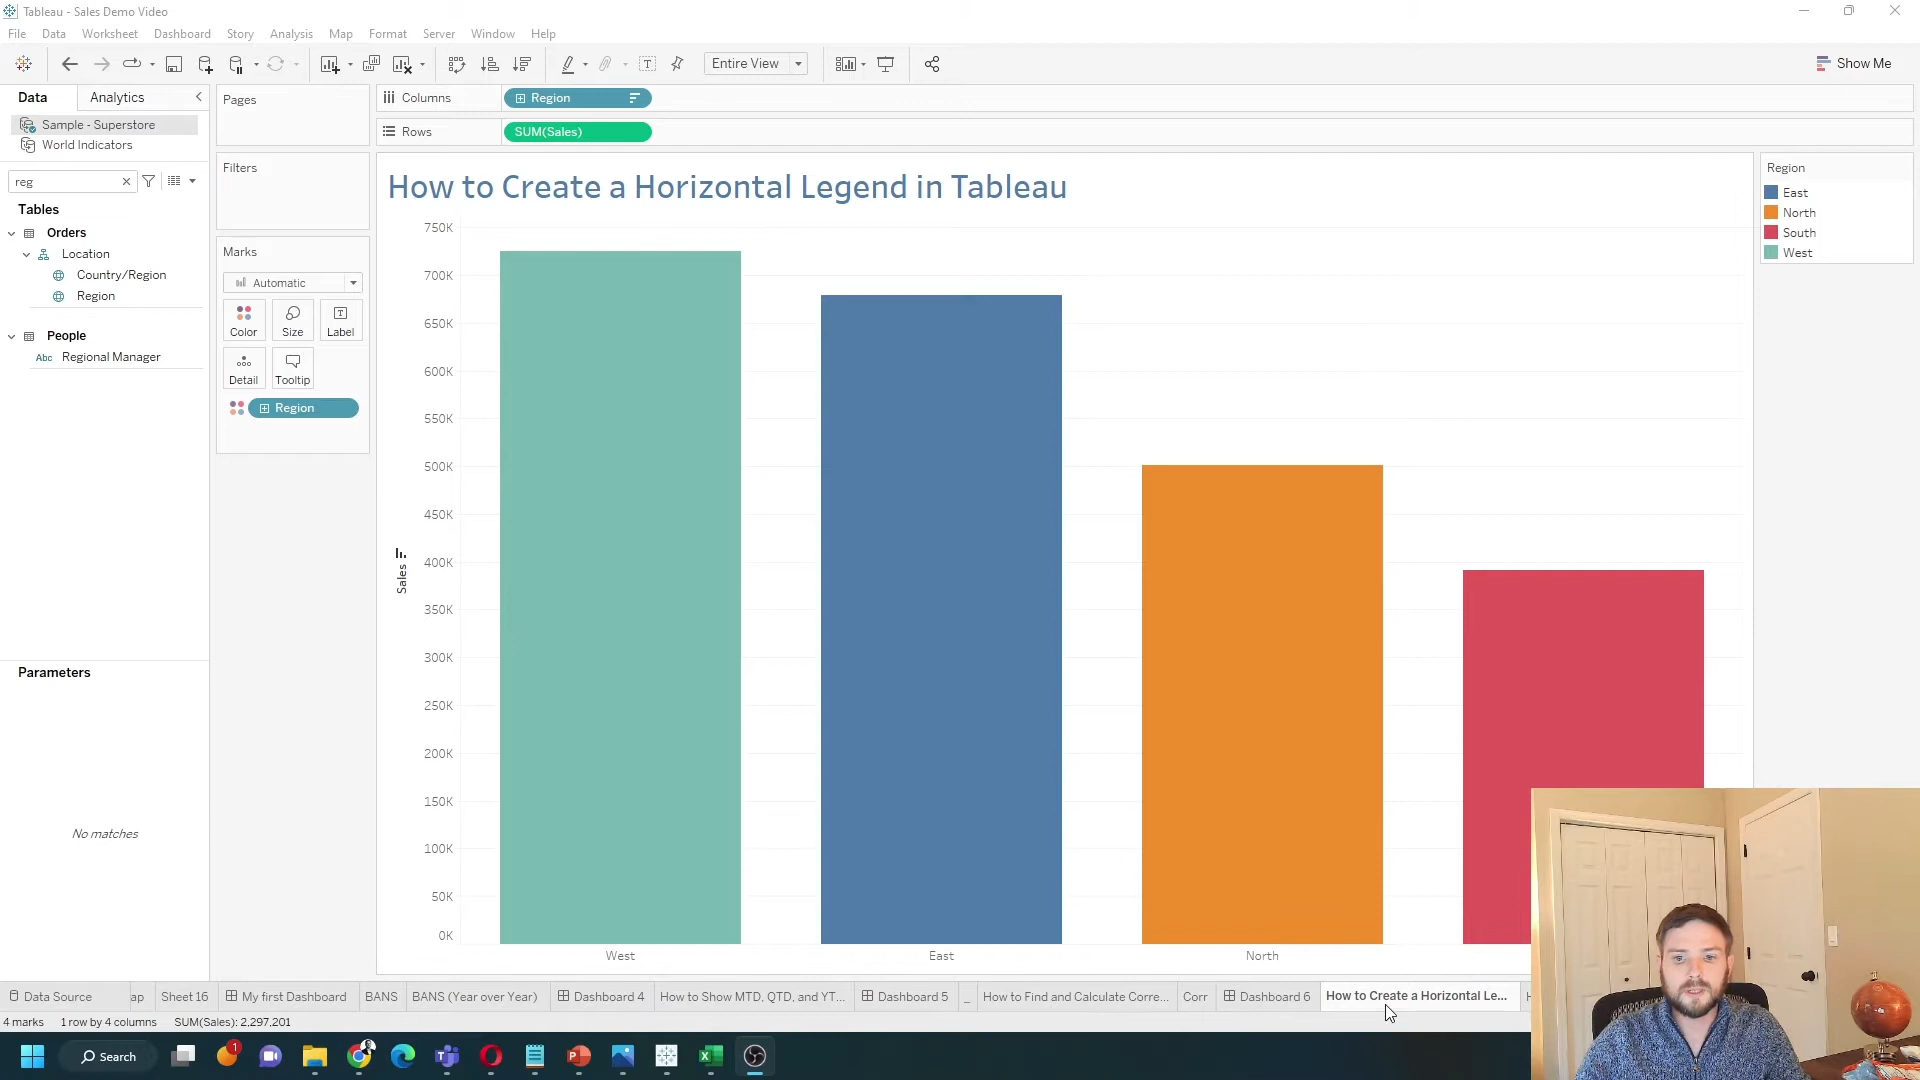 Tableau - Sales Demo Video
File Data Worksheet Dashboard Story Analysis Map Format Server Window Help
Entire View
Show Me
Data Analytics
Sample - Superstore
World Indicators
reg
Tables
Orders
Location
Country/Region
Region
People
Abc Regional Manager
Parameters
No matches
Pages
Filters
Marks
Automatic
Color Size Label
Detail Tooltip
Region
Columns Region
Rows SUM(Sales)
How to Create a Horizontal Legend in Tableau
750K
700K
650K
600K
550K
500K
450K
400K
350K
300K
250K
200K
150K
100K
50K
0K
Sales
West East North
Region
East
North
South
West
Data Source ap Sheet 16 My first Dashboard BANS BANS (Year over Year) Dashboard 4 How to Show MTD, QTD, and YT... Dashboard 5 _ How to Find and Calculate Corre... Corr Dashboard 6 How to Create a Horizontal Le...
4 marks 1 row by 4 columns SUM(Sales): 2,297,201
Search
1